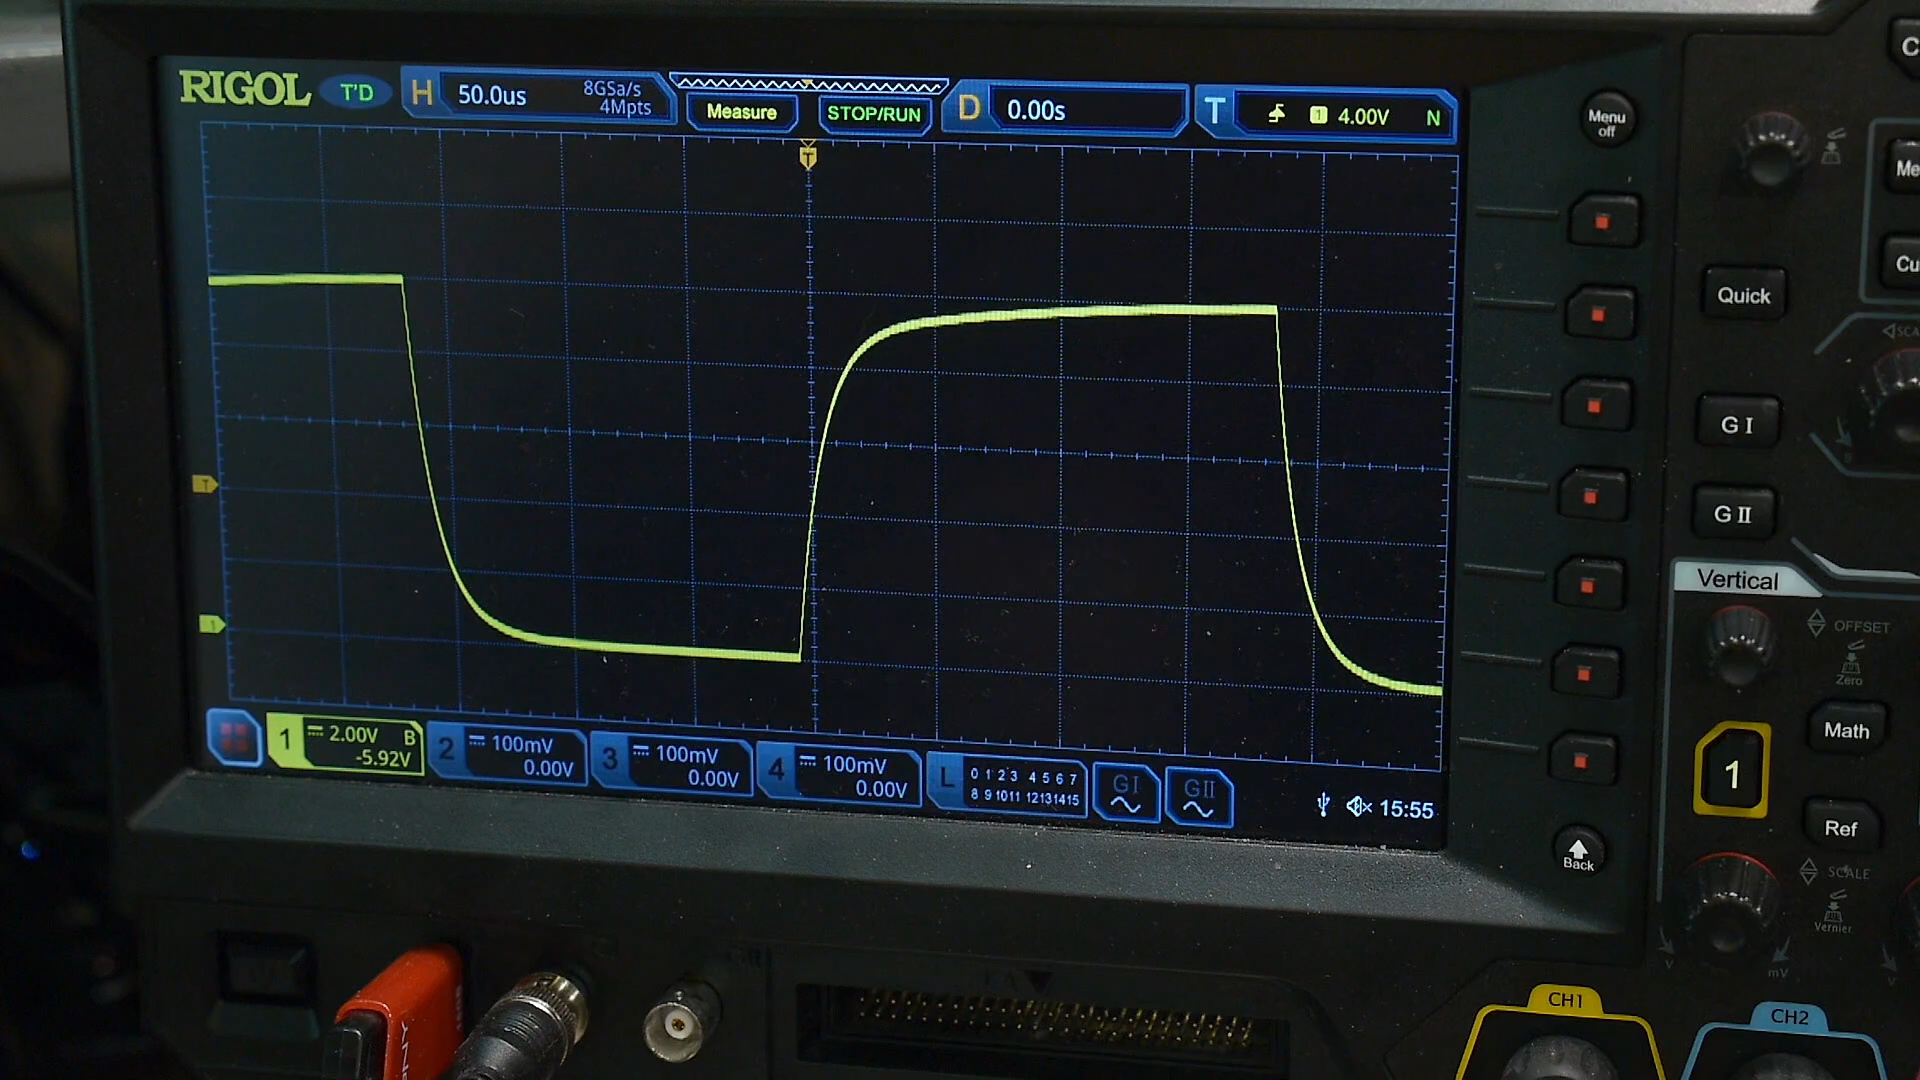 RIGOL T'D H 50.0us 8GSa/s 4Mpts Measure STOP/RUN D 0.00s T 1 4.00V N
T
T
1
1 2.00V B -5.92V
2 100mV 0.00V
3 100mV 0.00V
4 100mV 0.00V
L 0 1 2 3 4 5 6 7
8 9 10 11 12 13 14 15
GI GII 15:55
Menu off
Quick
G I
G II
Vertical
OFFSET
Zero
1
Math
Ref
Back
SCALE
Vernier
V mV
CH1
CH2